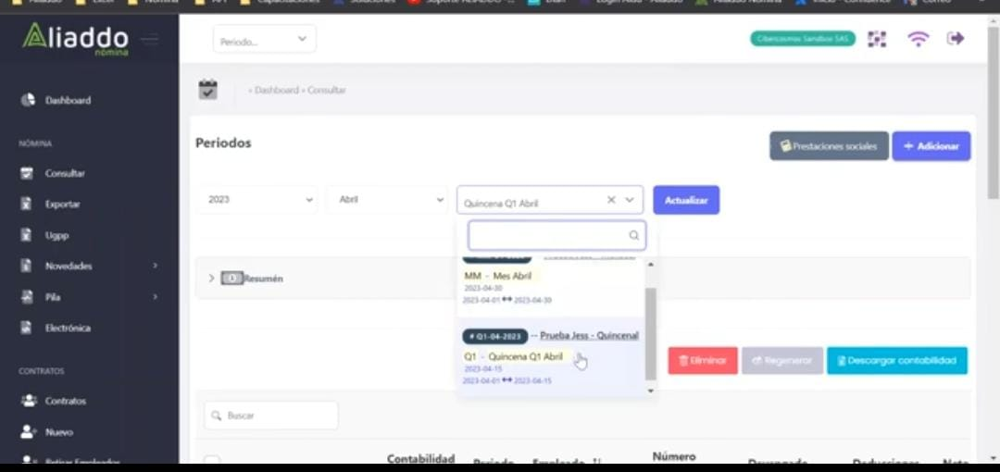 Aliaddo
nómina
Periodo...
Cibercosmos Sandbox SAS
» Dashboard » Consultar
Dashboard
NÓMINA
Consultar
Exportar
Ugpp
Novedades
Pila
Electrónica
CONTRATOS
Contratos
Nuevo
Retirar Empleados
Periodos
Prestaciones sociales
+ Adicionar
2023
Abril
Quincena Q1 Abril
Actualizar
Resumén
MM - Mes Abril
2023-04-30
2023-04-01 ↔ 2023-04-30
# Q1-04-2023 -- Prueba Jess - Quincenal
Q1 - Quincena Q1 Abril
2023-04-15
2023-04-01 ↔ 2023-04-15
Eliminar
Regenerar
Descargar contabilidad
Buscar
Contabilidad
Periodo
Empleado
Número
Devengado
Deducciones
Neto